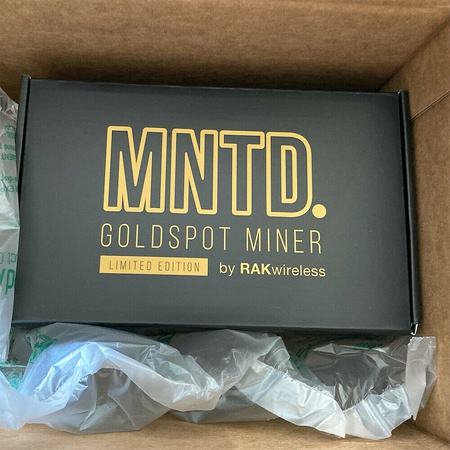 MNTD.
GOLDSPOT MINER
LIMITED EDITION by RAKwireless